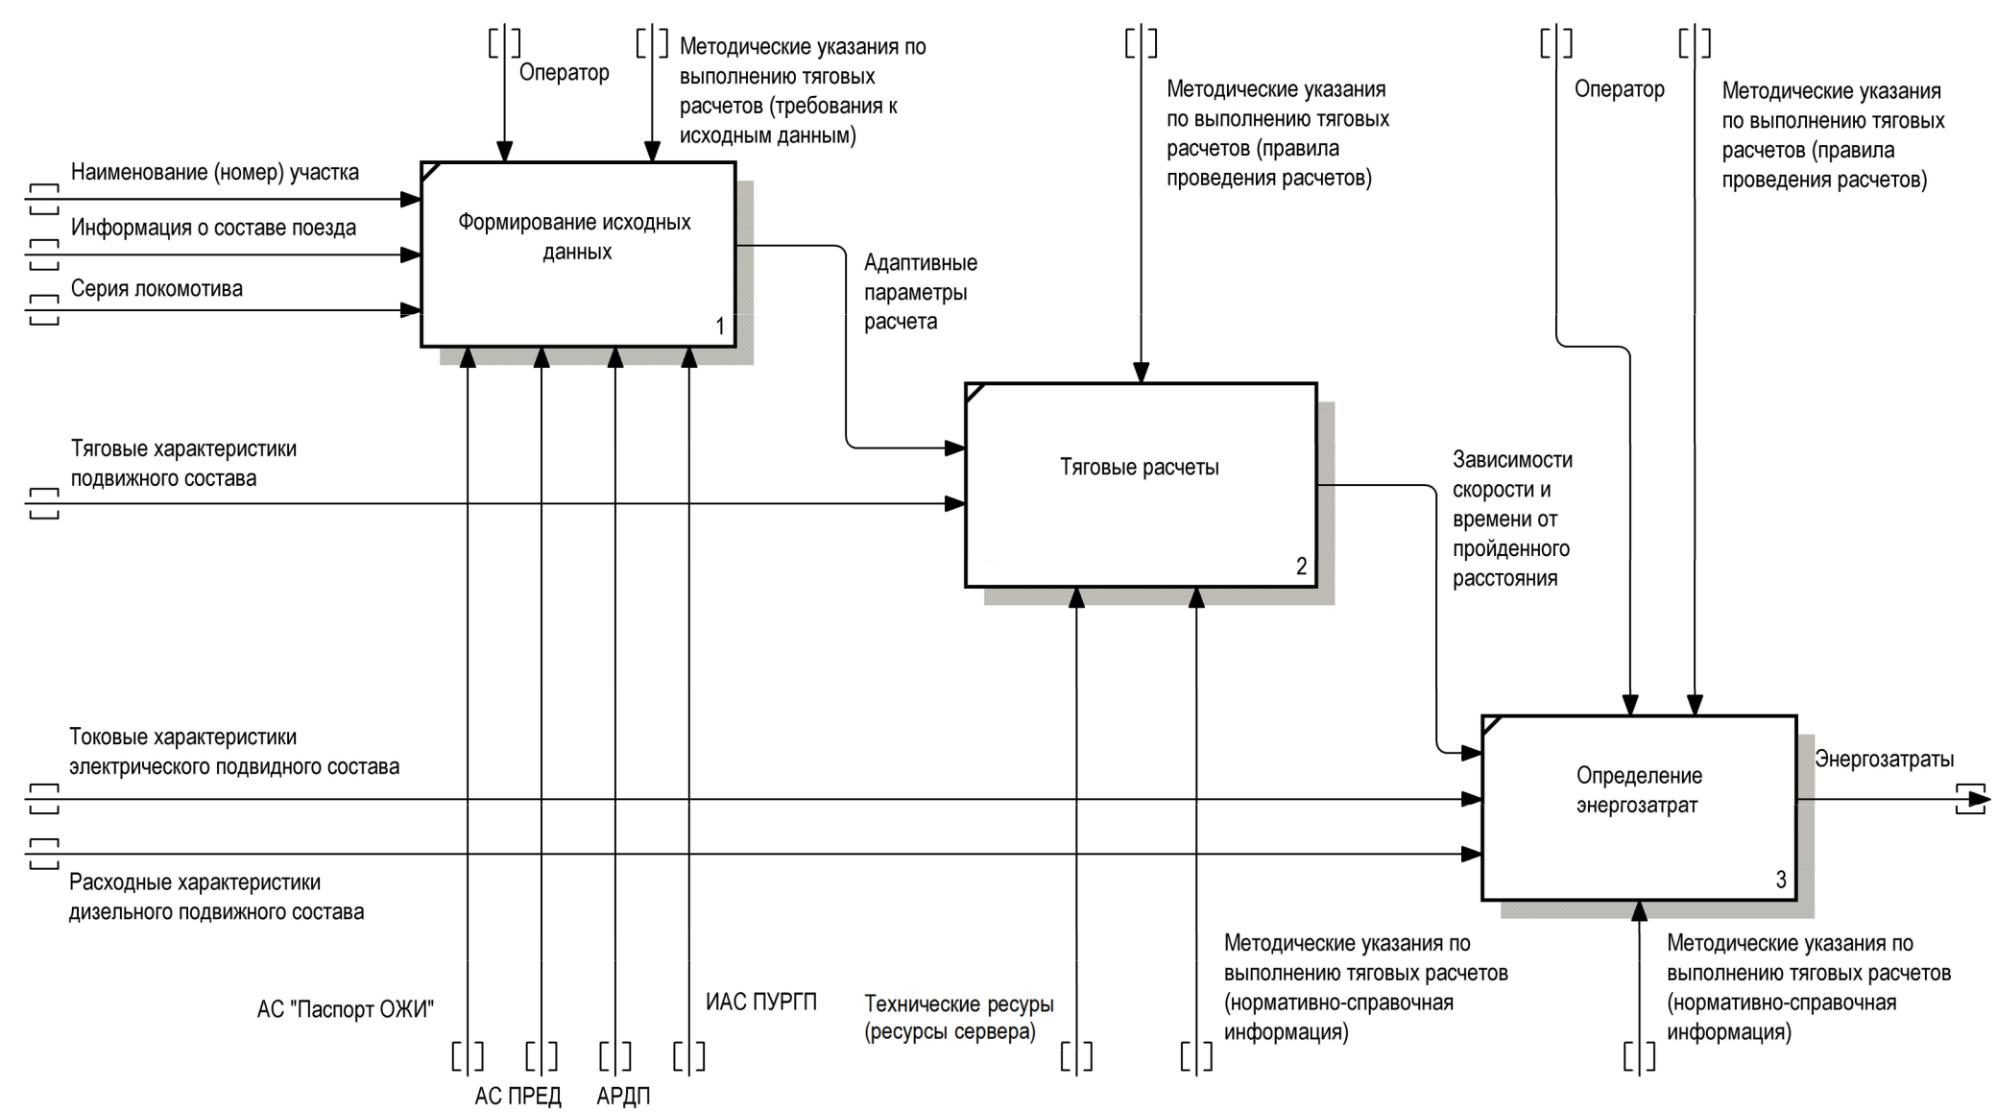 Оператор
Методические указания по
выполнению тяговых
расчетов (требования к
исходным данным)
Методические указания
по выполнению тяговых
расчетов (правила
проведения расчетов)
Оператор
Методические указания
по выполнению тяговых
расчетов (правила
проведения расчетов)
Наименование (номер) участка
Информация о составе поезда
Серия локомотива
Формирование исходных
данных
1
Адаптивные
параметры
расчета
Тяговые характеристики
подвижного состава
Тяговые расчеты
2
Зависимости
скорости и
времени от
пройденного
расстояния
Токовые характеристики
электрического подвидного состава
Расходные характеристики
дизельного подвижного состава
Определение
энергозатрат
3
Энергозатраты
АС "Паспорт ОЖИ"
АС ПРЕД
АРДП
ИАС ПУРГП
Технические ресуры
(ресурсы сервера)
Методические указания по
выполнению тяговых расчетов
(нормативно-справочная
информация)
Методические указания по
выполнению тяговых расчетов
(нормативно-справочная
информация)